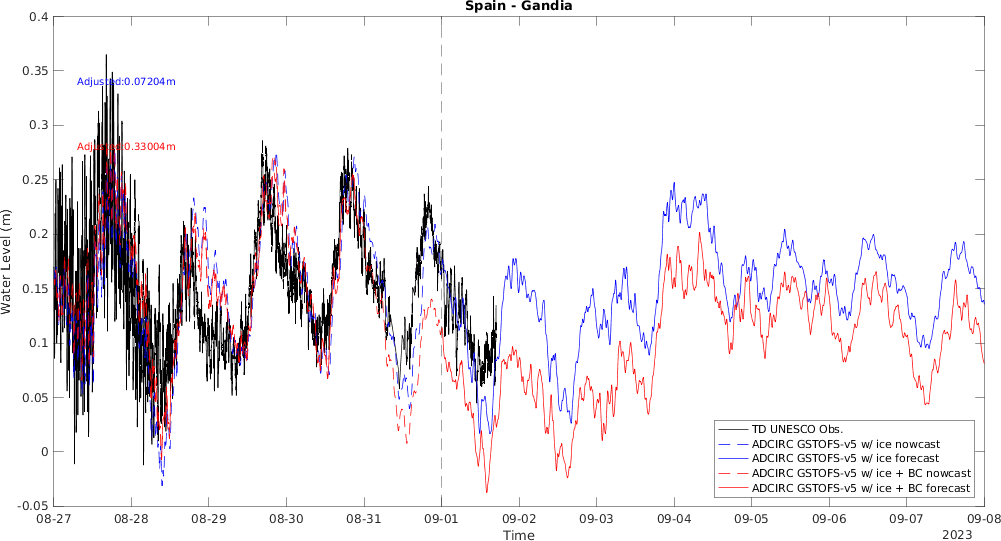 Spain - Gandia
0.4
0.35
0.3
0.25
0.2
0.15
0.1
0.05
0
-0.05
Water Level (m)
Adjusted:0.07204m
Adjusted:0.33004m
TD UNESCO Obs.
ADCIRC GSTOFS-v5 w/ ice nowcast
ADCIRC GSTOFS-v5 w/ ice forecast
ADCIRC GSTOFS-v5 w/ ice + BC nowcast
ADCIRC GSTOFS-v5 w/ ice + BC forecast
08-27 08-28 08-29 08-30 08-31 09-01 09-02 09-03 09-04 09-05 09-06 09-07 09-08
Time
2023